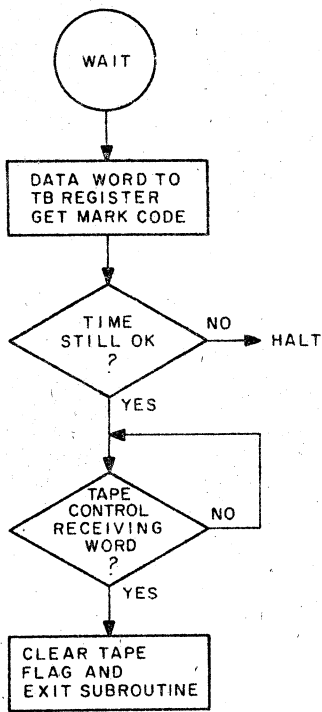 WAIT
DATA WORD TO
TB REGISTER
GET MARK CODE
TIME
STILL OK
?
NO
HALT
YES
TAPE
CONTROL
RECEIVING
WORD
?
NO
YES
CLEAR TAPE
FLAG AND
EXIT SUBROUTINE